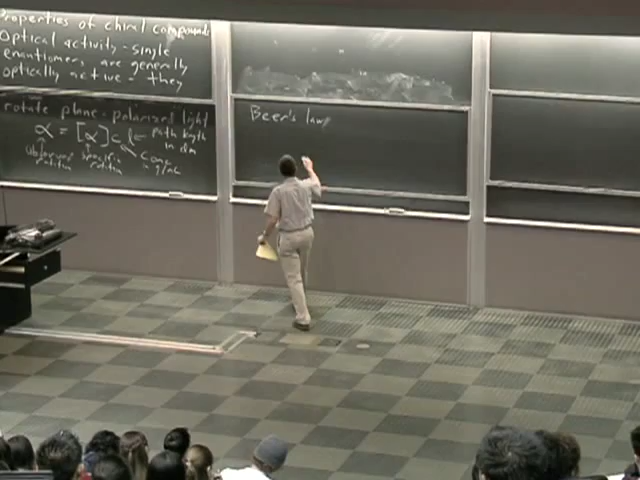 Properties of chiral compounds
Optical activity - single
enantiomers are generally
optically active - they
rotate plane-polarized light
α = [α] c l ← path length
in dm
observed specific conc
rotation rotation g/mL
Beer's law